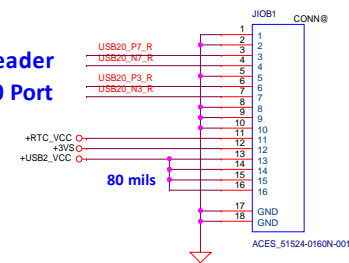 JIOB1
CONN@
1 1
2 2
USB20_P7_R 3 3
eader USB20_N7_R 4 4
5 5
USB20_P3_R 6 6
0 Port USB20_N3_R 7 7
8 8
9 9
10 10
+RTC_VCC 11 11
+3VS 12 12
+USB2_VCC 13 13
14 14
80 mils 15 15
16 16
17 GND
18 GND
ACES_51524-0160N-001